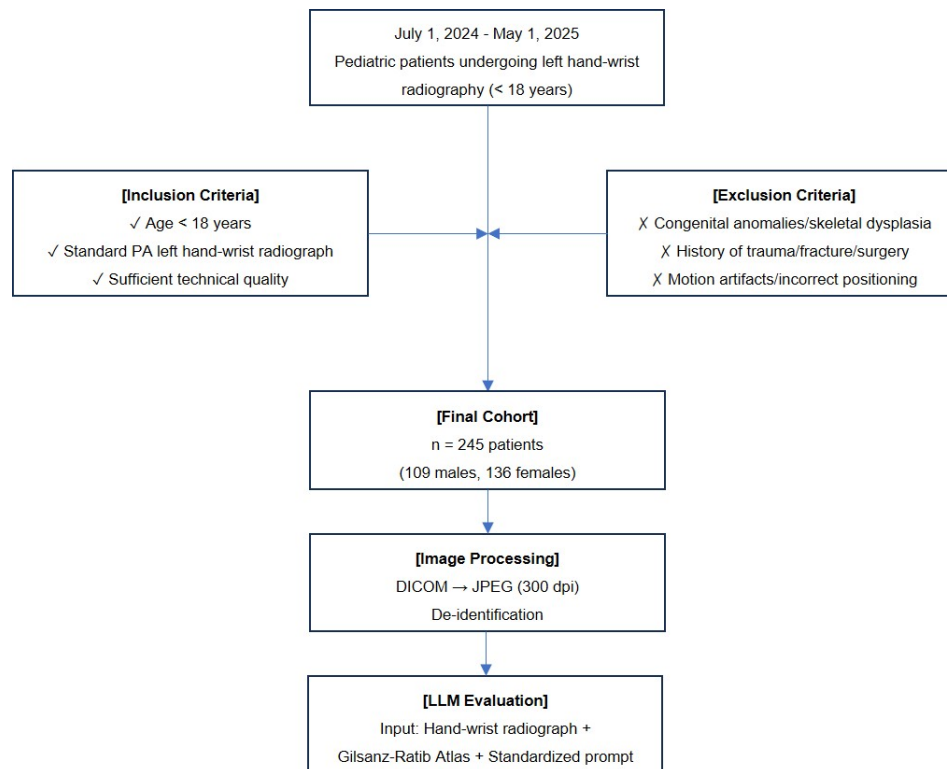 July 1, 2024 - May 1, 2025
Pediatric patients undergoing left hand-wrist
radiography (< 18 years)
[Inclusion Criteria]
✓ Age < 18 years
✓ Standard PA left hand-wrist radiograph
✓ Sufficient technical quality
[Exclusion Criteria]
✗ Congenital anomalies/skeletal dysplasia
✗ History of trauma/fracture/surgery
✗ Motion artifacts/incorrect positioning
[Final Cohort]
n = 245 patients
(109 males, 136 females)
[Image Processing]
DICOM → JPEG (300 dpi)
De-identification
[LLM Evaluation]
Input: Hand-wrist radiograph +
Gilsanz-Ratib Atlas + Standardized prompt